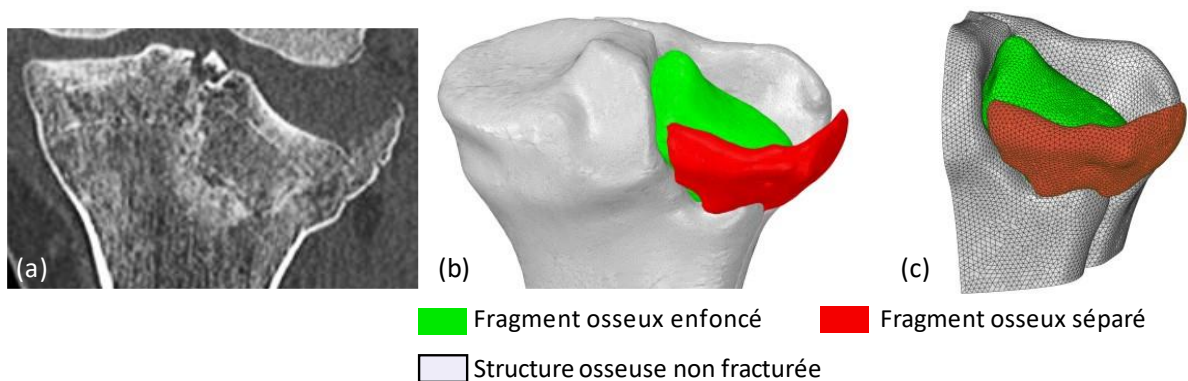 (a)
(b)
(c)
Fragment osseux enfoncé
Fragment osseux séparé
Structure osseuse non fracturée